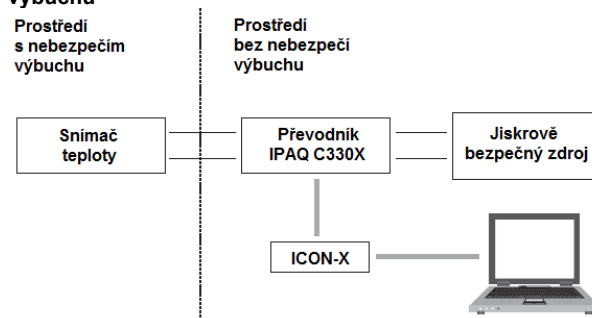 výbuchu
Prostředí
s nebezpečím
výbuchu
Prostředí
bez nebezpečí
výbuchu
Snímač
teploty
Převodník
IPAQ C330X
Jiskrově
bezpečný zdroj
ICON-X